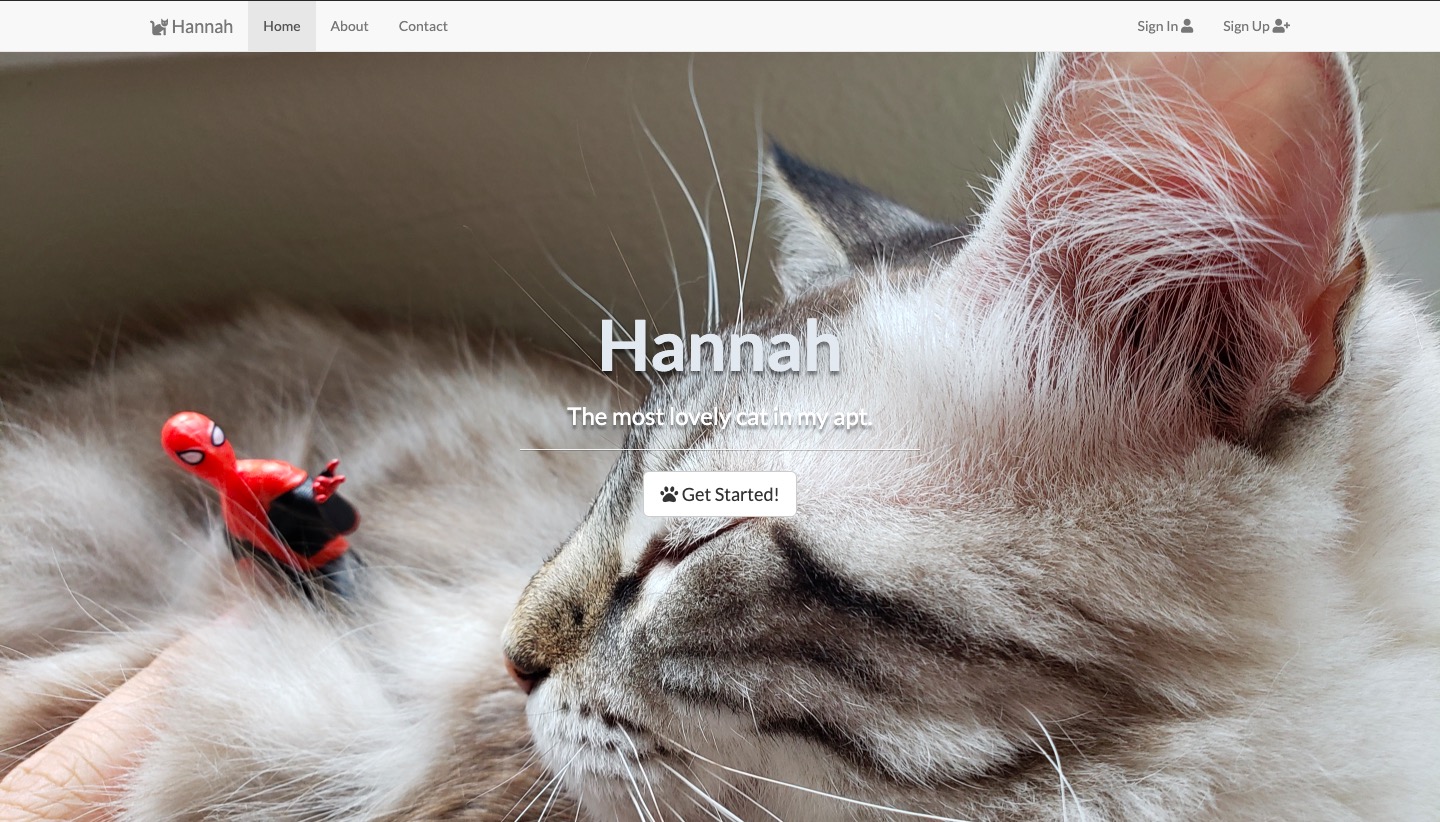 Hannah Home About Contact Sign In Sign Up
Hannah
The most lovely cat in my apt.
Get Started!